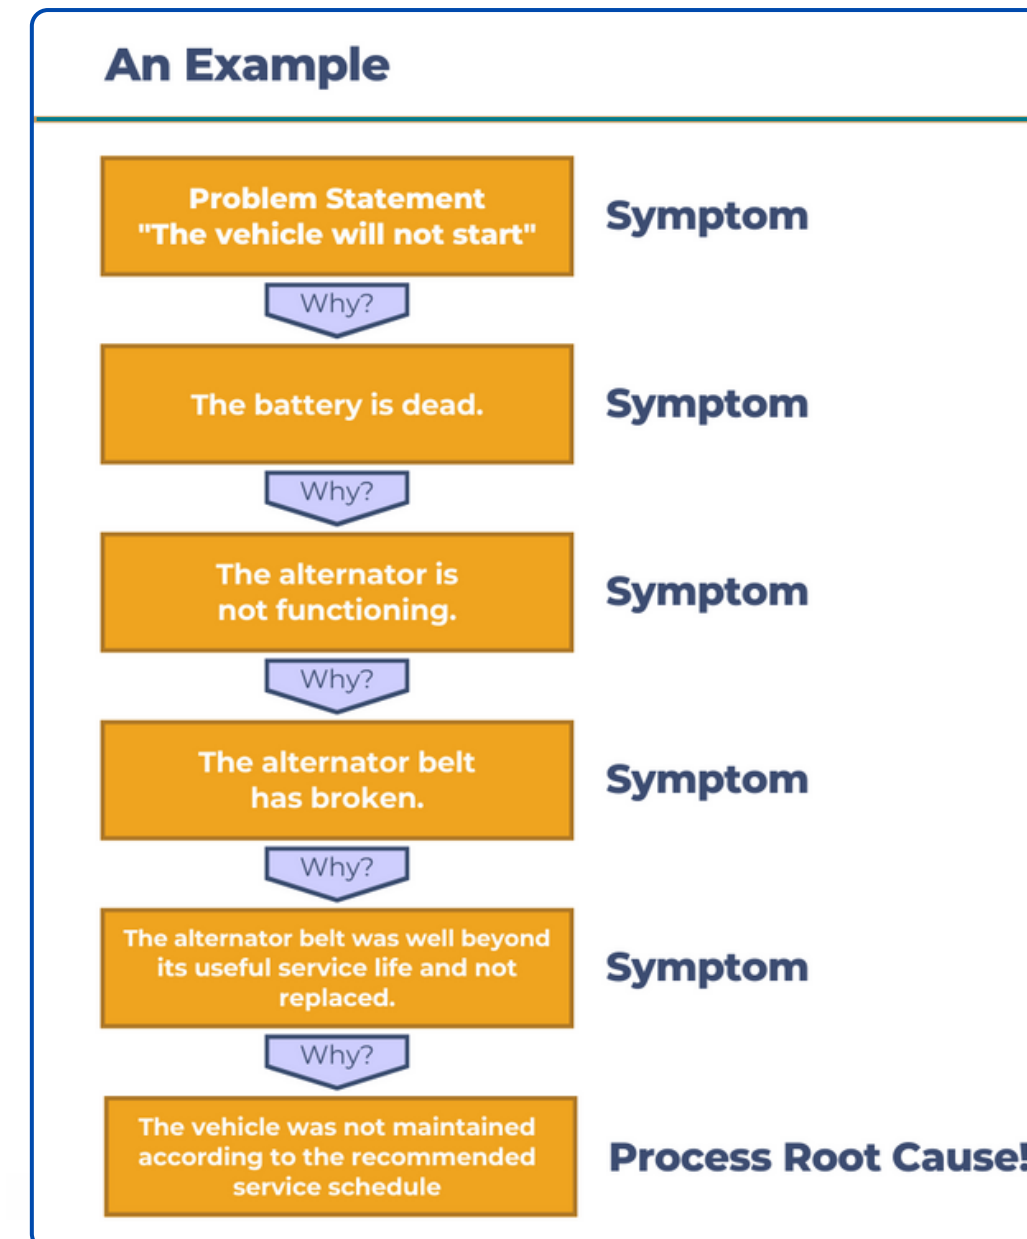 An Example
Problem Statement
"The vehicle will not start"
Symptom
Why?
The battery is dead.
Symptom
Why?
The alternator is
not functioning.
Symptom
Why?
The alternator belt
has broken.
Symptom
Why?
The alternator belt was well beyond
its useful service life and not
replaced.
Symptom
Why?
The vehicle was not maintained
according to the recommended
service schedule
Process Root Cause!